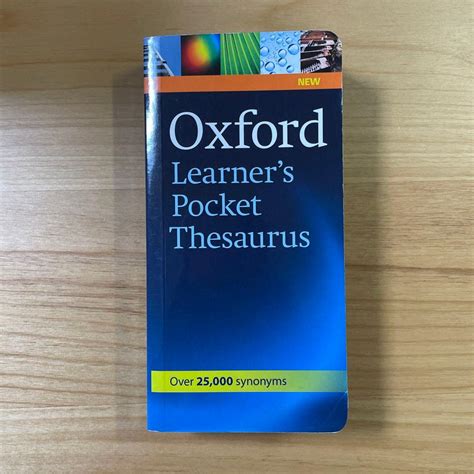 NEW
Oxford
Learner's
Pocket
Thesaurus
Over 25,000 synonyms